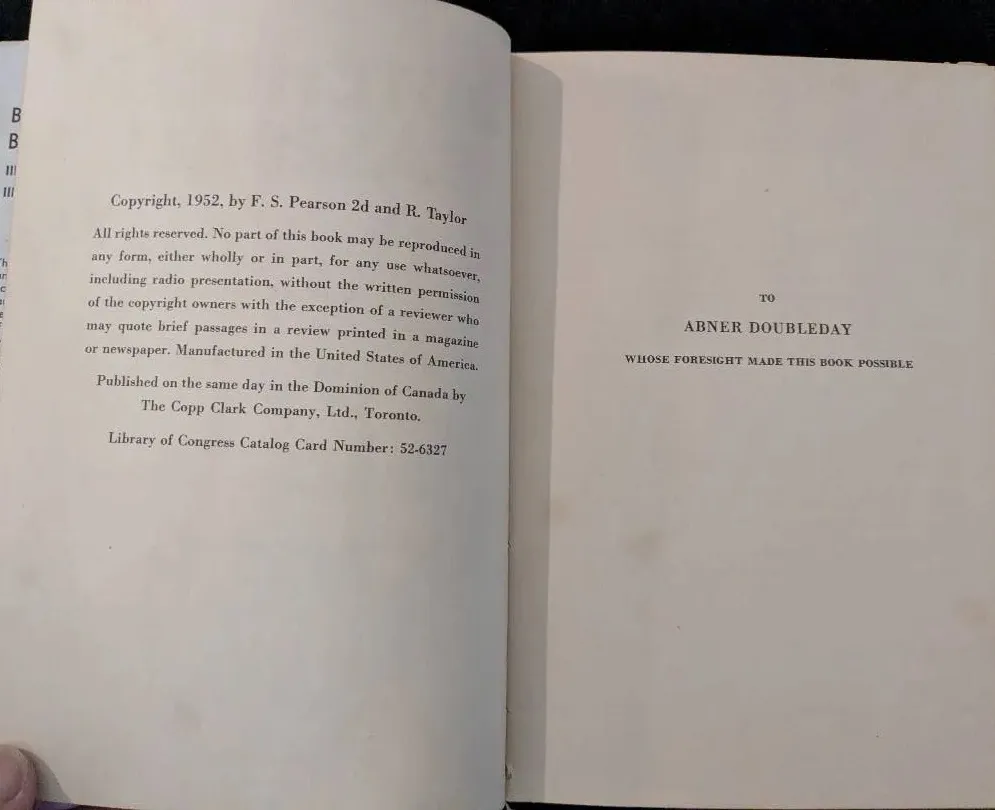 B
B
Copyright, 1952, by F. S. Pearson 2d and R. Taylor
All rights reserved. No part of this book may be reproduced in
any form, either wholly or in part, for any use whatsoever,
including radio presentation, without the written permission
of the copyright owners with the exception of a reviewer who
may quote brief passages in a review printed in a magazine
or newspaper. Manufactured in the United States of America.
Published on the same day in the Dominion of Canada by
The Copp Clark Company, Ltd., Toronto.
Library of Congress Catalog Card Number: 52-6327
TO
ABNER DOUBLEDAY
WHOSE FORESIGHT MADE THIS BOOK POSSIBLE